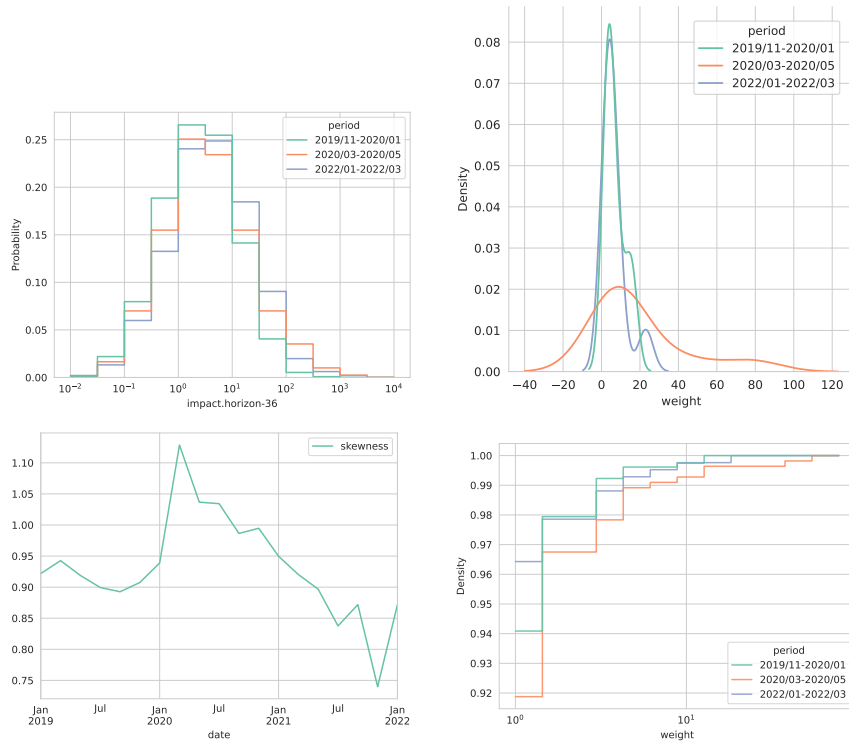 period
2019/11-2020/01
2020/03-2020/05
2022/01-2022/03
0.25
0.20
0.15
0.10
0.05
0.00
Probability
10⁻² 10⁻¹ 10⁰ 10¹ 10² 10³ 10⁴
impact.horizon-36
period
2019/11-2020/01
2020/03-2020/05
2022/01-2022/03
0.08
0.07
0.06
0.05
0.04
0.03
0.02
0.01
0.00
Density
−40 −20 0 20 40 60 80 100 120
weight
skewness
1.10
1.05
1.00
0.95
0.90
0.85
0.80
0.75
Jan Jul Jan Jul Jan Jul Jan
2019 2020 2021 2022
date
1.00
0.99
0.98
0.97
0.96
0.95
0.94
0.93
0.92
Density
period
2019/11-2020/01
2020/03-2020/05
2022/01-2022/03
10⁰ 10¹
weight